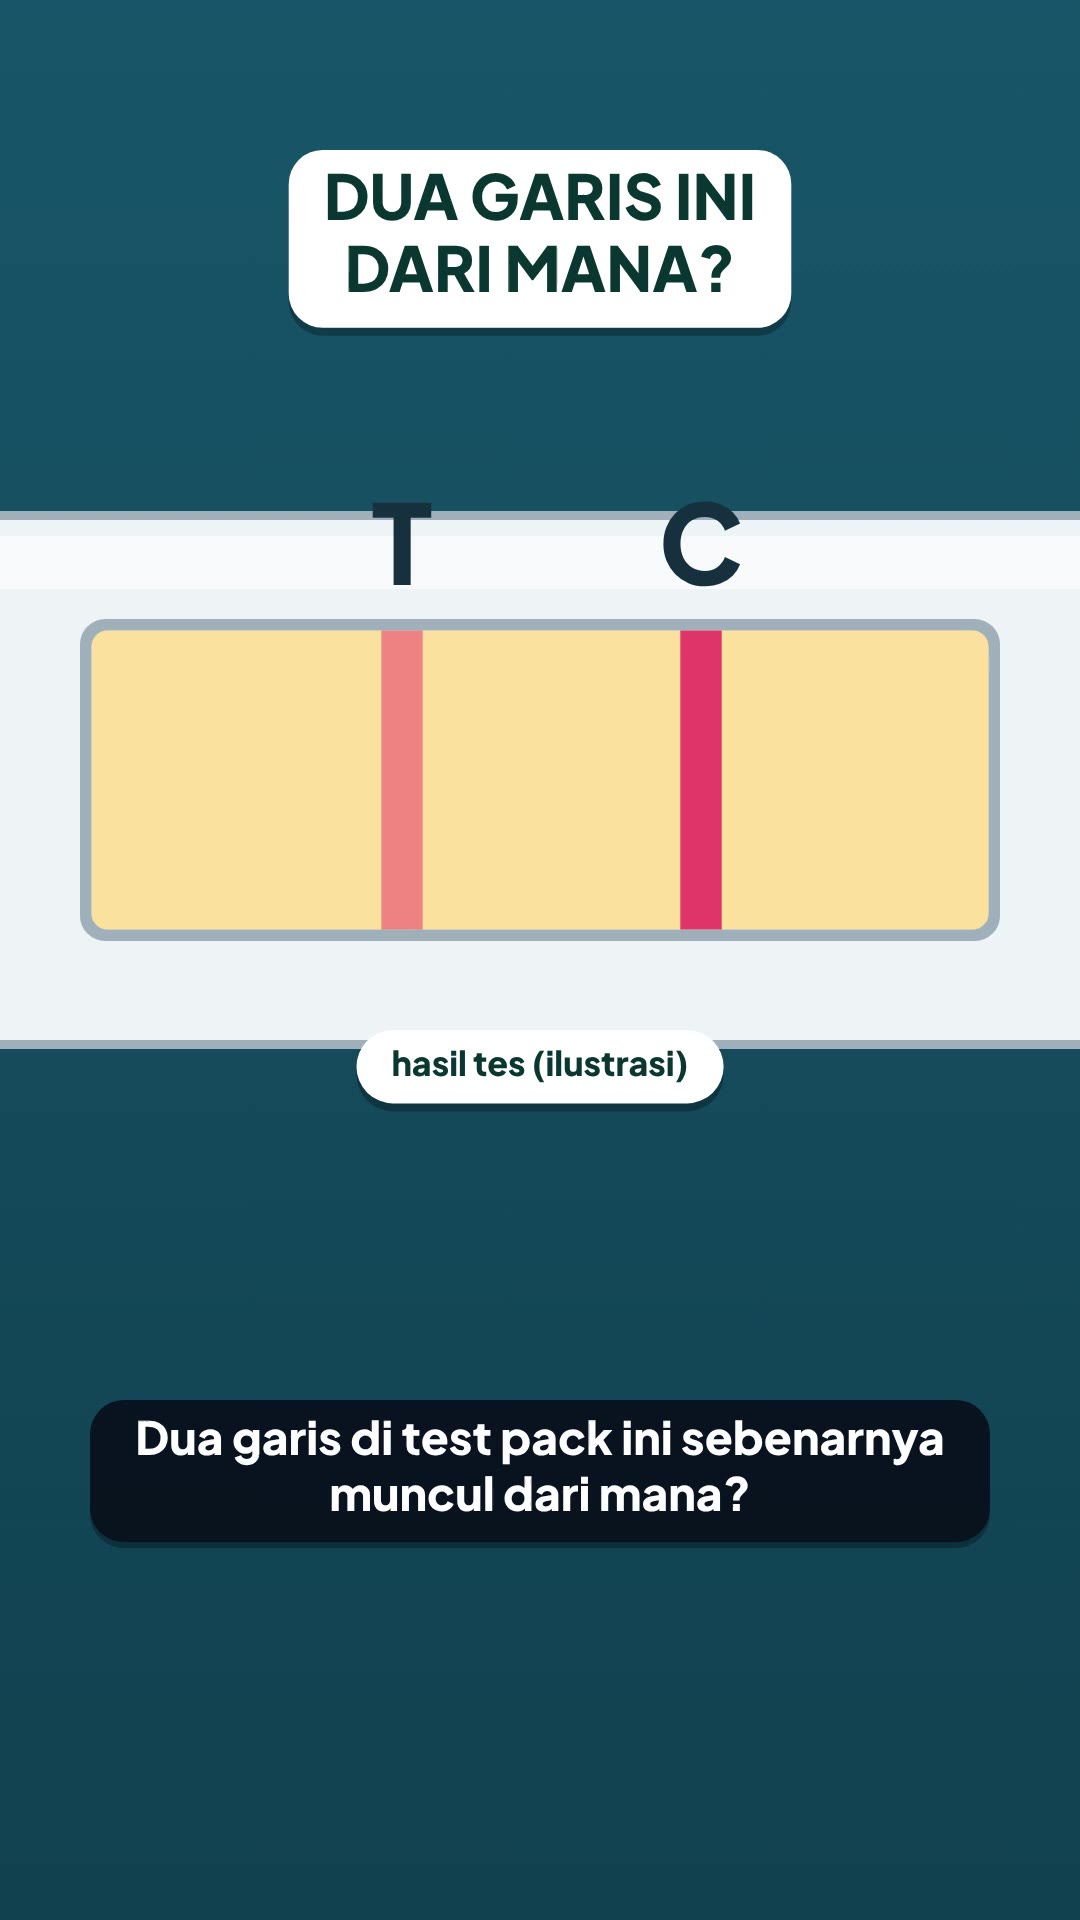 DUA GARIS INI
DARI MANA?
T C
hasil tes (ilustrasi)
Dua garis di test pack ini sebenarnya
muncul dari mana?